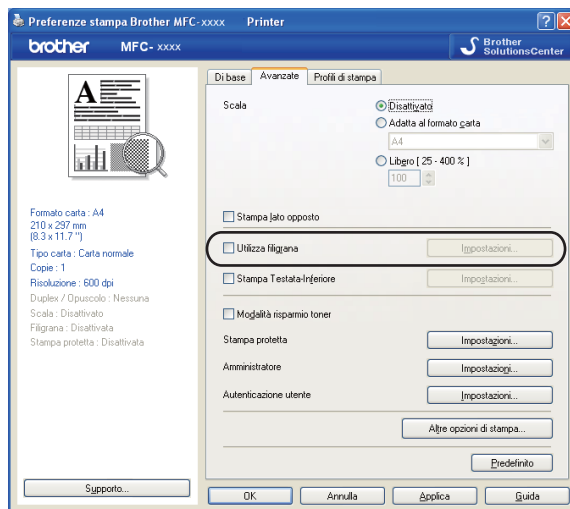 Preferenze stampa Brother MFC-xxxx Printer
brother MFC- xxxx
Brother
SolutionsCenter
Di base Avanzate Profili di stampa
Scala
Disattivato
Adatta al formato carta
A4
Libero [ 25 - 400 % ]
100
Stampa lato opposto
Utilizza filigrana Impostazioni...
Stampa Testata-Inferiore Impostazioni...
Modalità risparmio toner
Stampa protetta Impostazioni...
Amministratore Impostazioni...
Autenticazione utente Impostazioni...
Altre opzioni di stampa...
Predefinito
A
Formato carta : A4
210 x 297 mm
(8.3 x 11.7 ")
Tipo carta : Carta normale
Copie : 1
Risoluzione : 600 dpi
Duplex / Opuscolo : Nessuna
Scala : Disattivato
Filigrana : Disattivata
Stampa protetta : Disattivata
Supporto...
OK Annulla Applica Guida